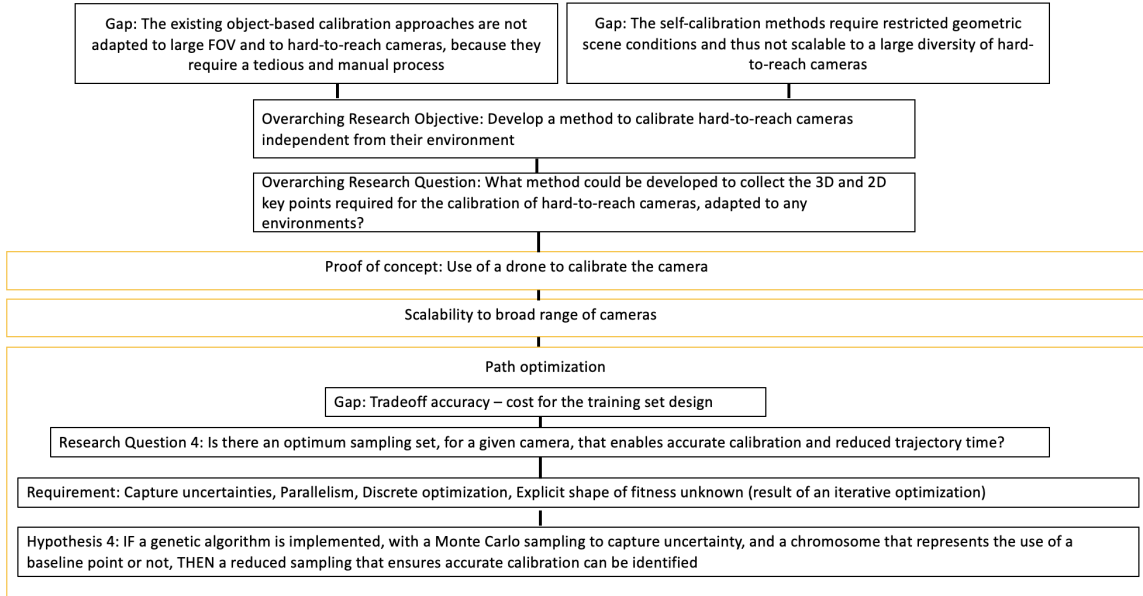 Gap: The existing object-based calibration approaches are not
adapted to large FOV and to hard-to-reach cameras, because they
require a tedious and manual process
Gap: The self-calibration methods require restricted geometric
scene conditions and thus not scalable to a large diversity of hard-
to-reach cameras
Overarching Research Objective: Develop a method to calibrate hard-to-reach cameras
independent from their environment
Overarching Research Question: What method could be developed to collect the 3D and 2D
key points required for the calibration of hard-to-reach cameras, adapted to any
environments?
Proof of concept: Use of a drone to calibrate the camera
Scalability to broad range of cameras
Path optimization
Gap: Tradeoff accuracy – cost for the training set design
Research Question 4: Is there an optimum sampling set, for a given camera, that enables accurate calibration and reduced trajectory time?
Requirement: Capture uncertainties, Parallelism, Discrete optimization, Explicit shape of fitness unknown (result of an iterative optimization)
Hypothesis 4: IF a genetic algorithm is implemented, with a Monte Carlo sampling to capture uncertainty, and a chromosome that represents the use of a
baseline point or not, THEN a reduced sampling that ensures accurate calibration can be identified